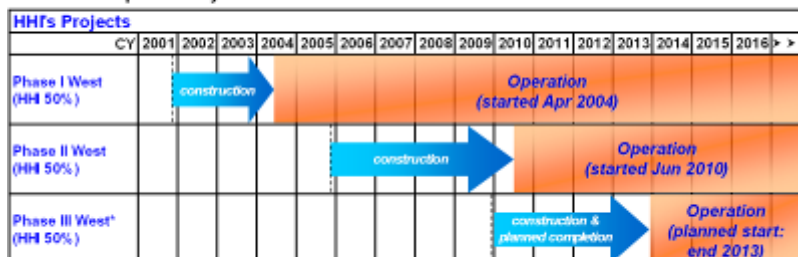 HHI's Projects
CY 2001 2002 2003 2004 2005 2006 2007 2008 2009 2010 2011 2012 2013 2014 2015 2016
Phase I West
(HHI 50%)
construction
Operation
(started Apr 2004)
Phase II West
(HHI 50%)
construction
Operation
(started Jun 2010)
Phase III West*
(HHI 50%)
construction &
planned completion
Operation
(planned start:
end 2013)